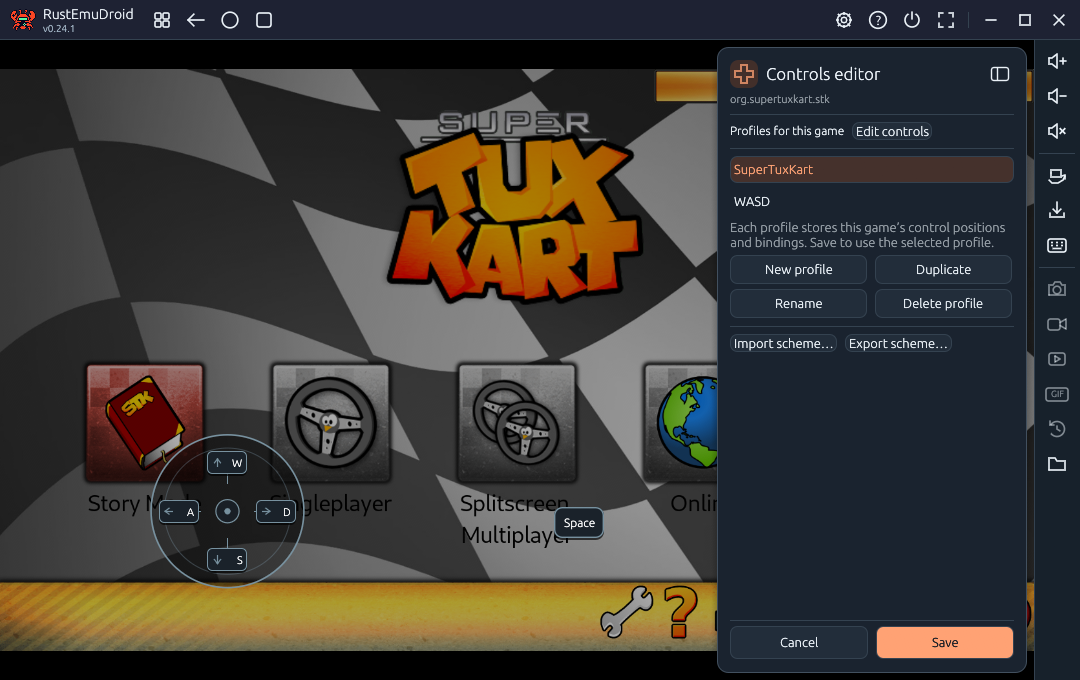 RustEmuDroid
v0.24.1
Controls editor
org.supertuxkart.stk
Profiles for this game
Edit controls
SuperTuxKart
WASD
Each profile stores this game's control positions
and bindings. Save to use the selected profile.
New profile
Duplicate
Rename
Delete profile
Import scheme...
Export scheme...
Cancel
Save
GIF
SUPER
TUX
KART
STK
Story
Singleplayer
Splitscreen
Multiplayer
W
A
D
S
Space
?